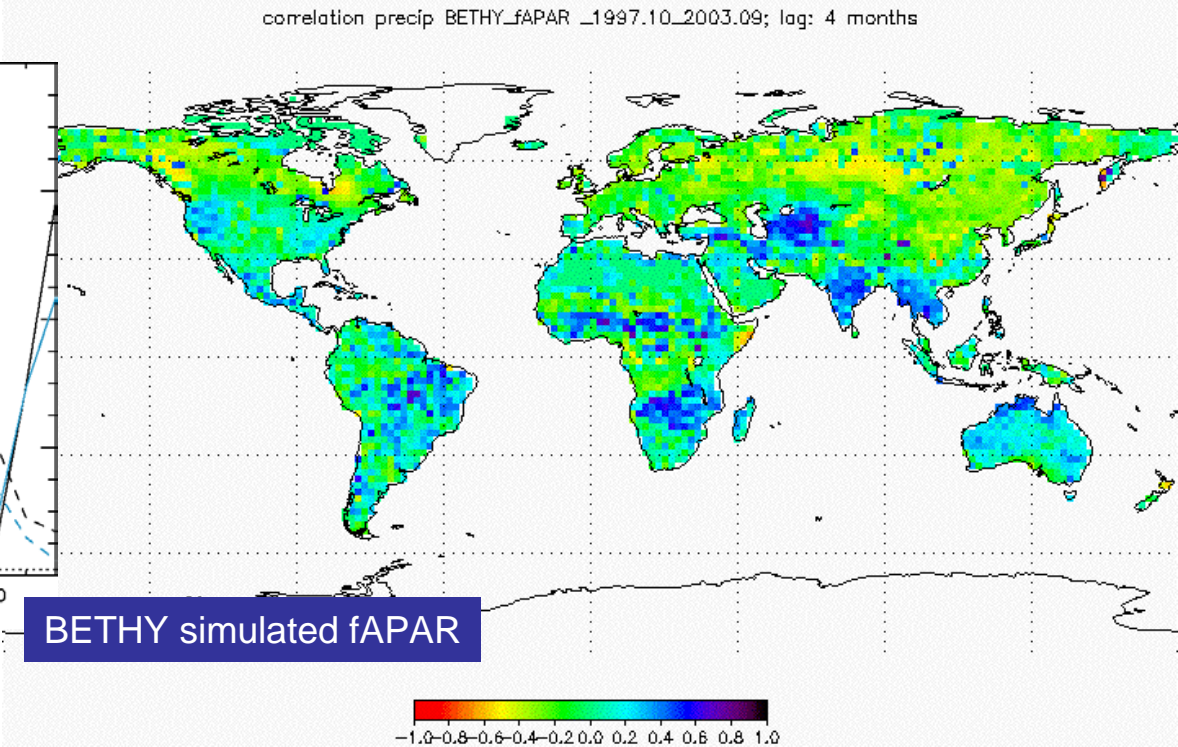 correlation precip BETHY_fAPAR _1997.10_2003.09; lag: 4 months
0
BETHY simulated fAPAR
−1.0−0.8−0.6−0.4−0.2 0.0 0.2 0.4 0.6 0.8 1.0